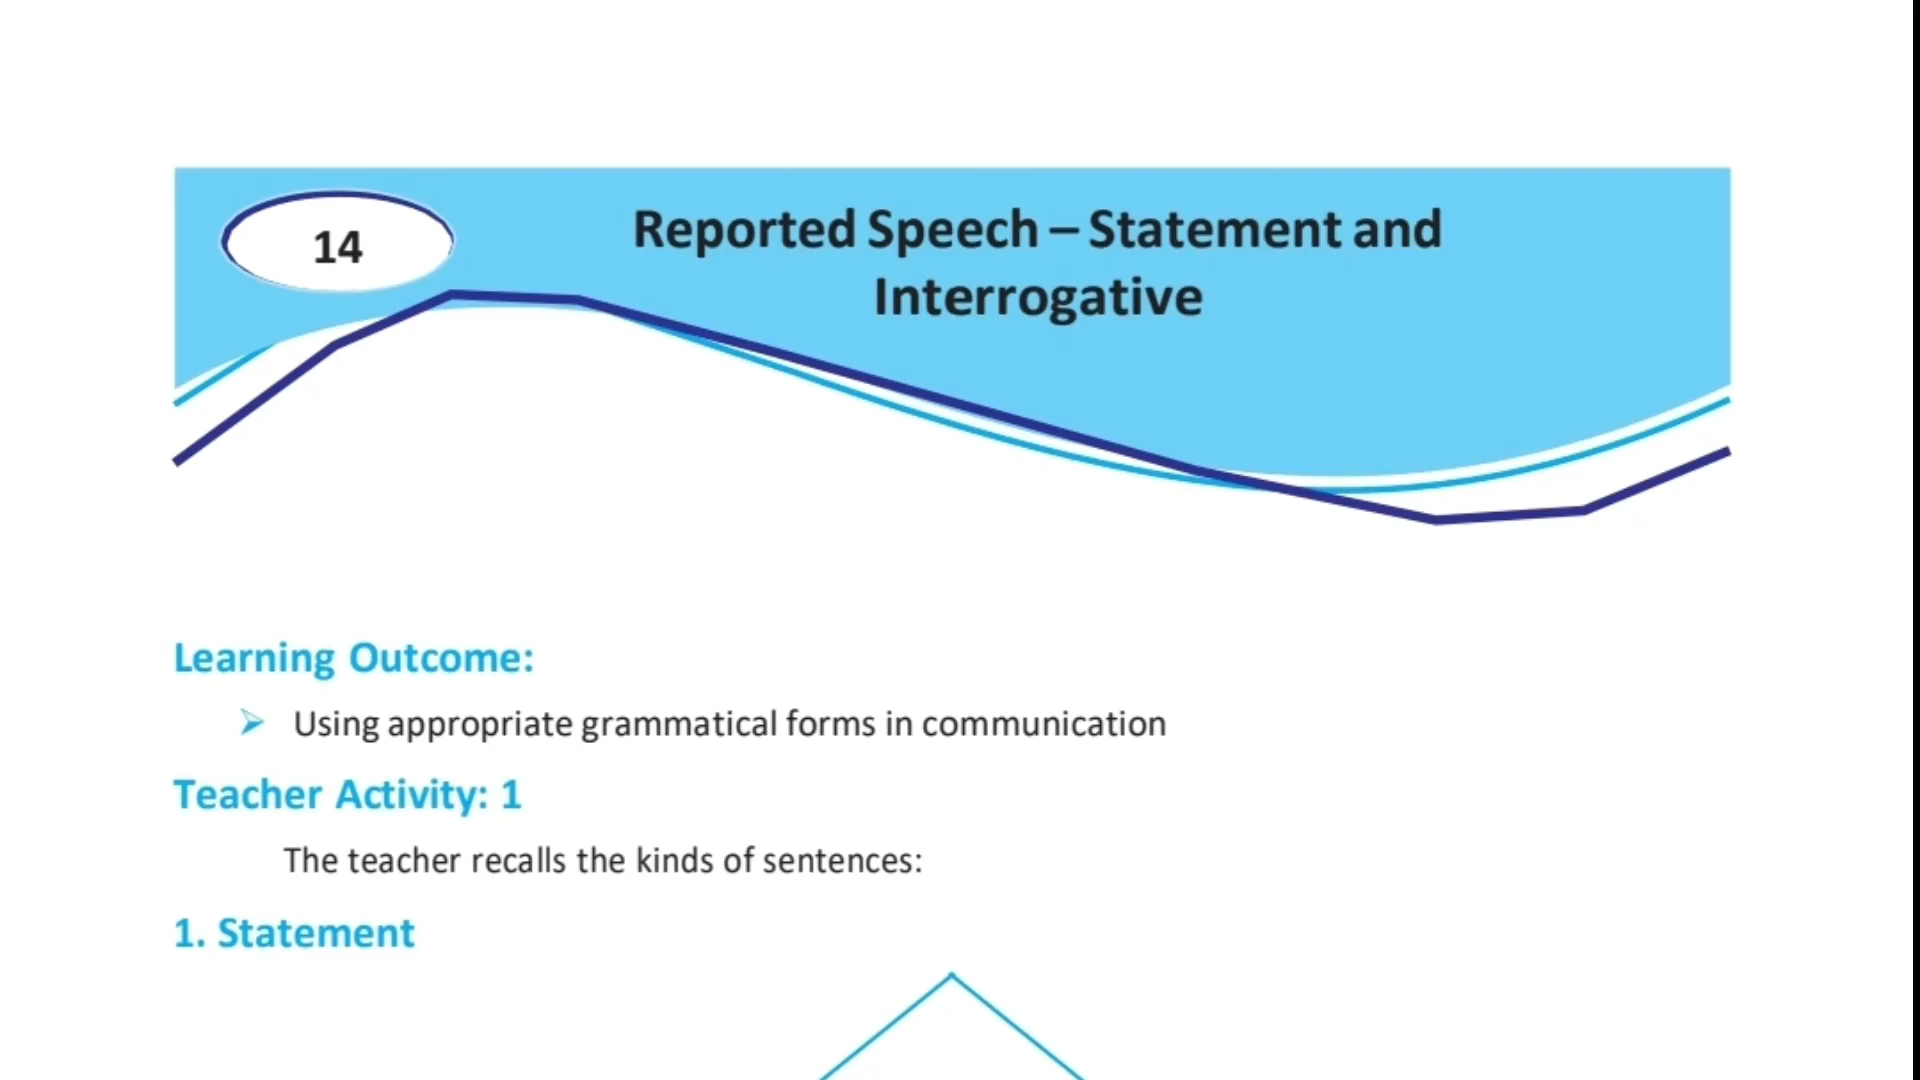 14
Reported Speech – Statement and
Interrogative
Learning Outcome:
➢ Using appropriate grammatical forms in communication
Teacher Activity: 1
The teacher recalls the kinds of sentences:
1. Statement